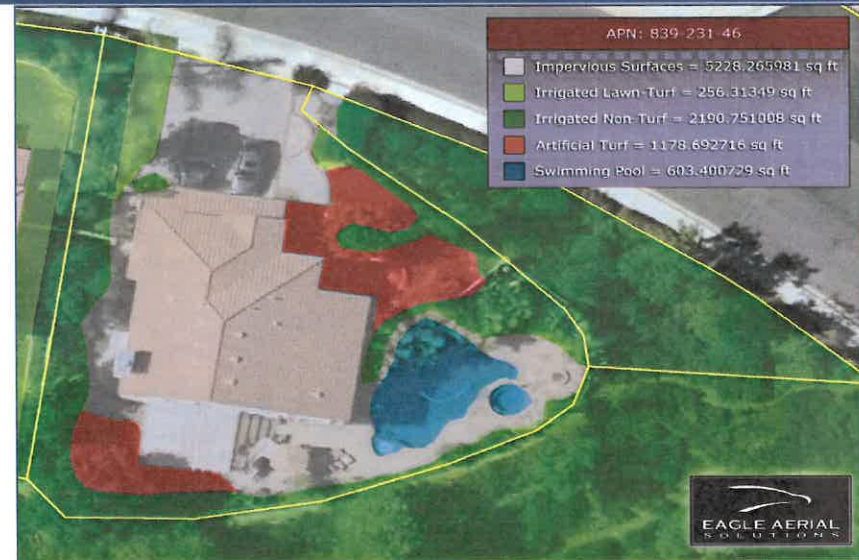 APN: 839-231-46
Impervious Surfaces = 5228.265981 sq ft
Irrigated Lawn-Turf = 256.31349 sq ft
Irrigated Non-Turf = 2190.751008 sq ft
Artificial Turf = 1178.692716 sq ft
Swimming Pool = 603.400729 sq ft
EAGLE AERIAL
SOLUTIONS